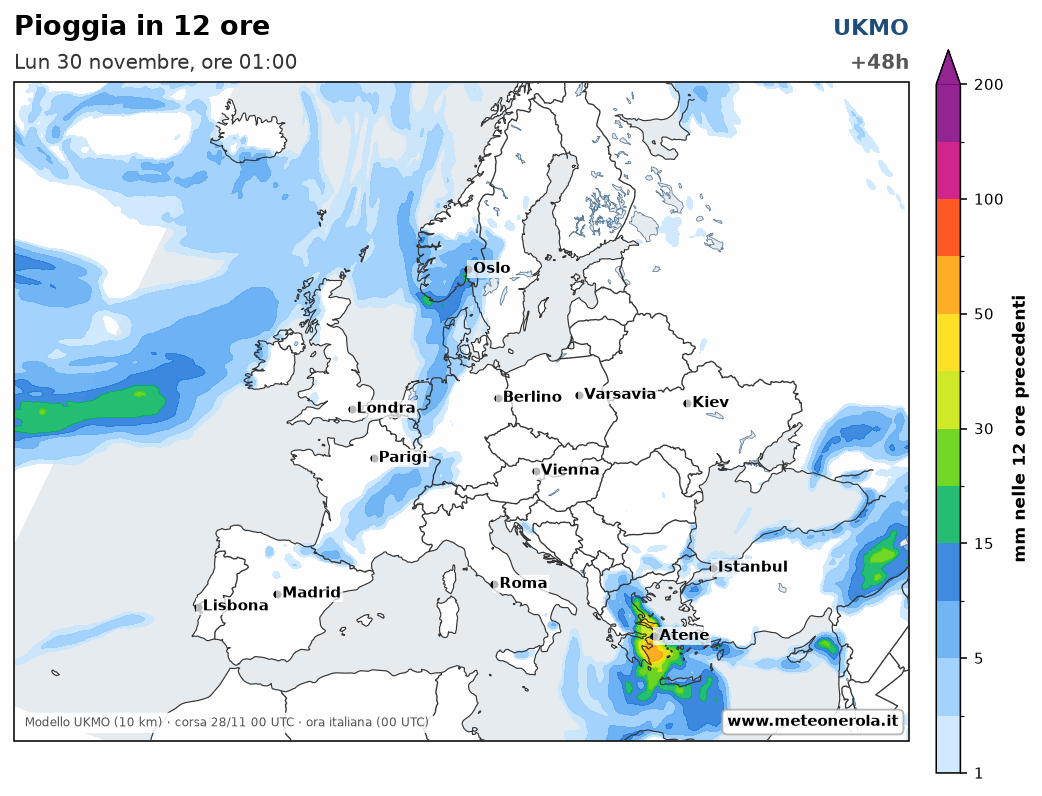 Pioggia in 12 ore
UKMO
Lun 30 novembre, ore 01:00
+48h
200
100
50
30
15
5
1
mm nelle 12 ore precedenti
Oslo
Berlino
Varsavia
Kiev
Londra
Parigi
Vienna
Istanbul
Roma
Madrid
Lisbona
Atene
Modello UKMO (10 km) · corsa 28/11 00 UTC · ora italiana (00 UTC)
www.meteonerola.it